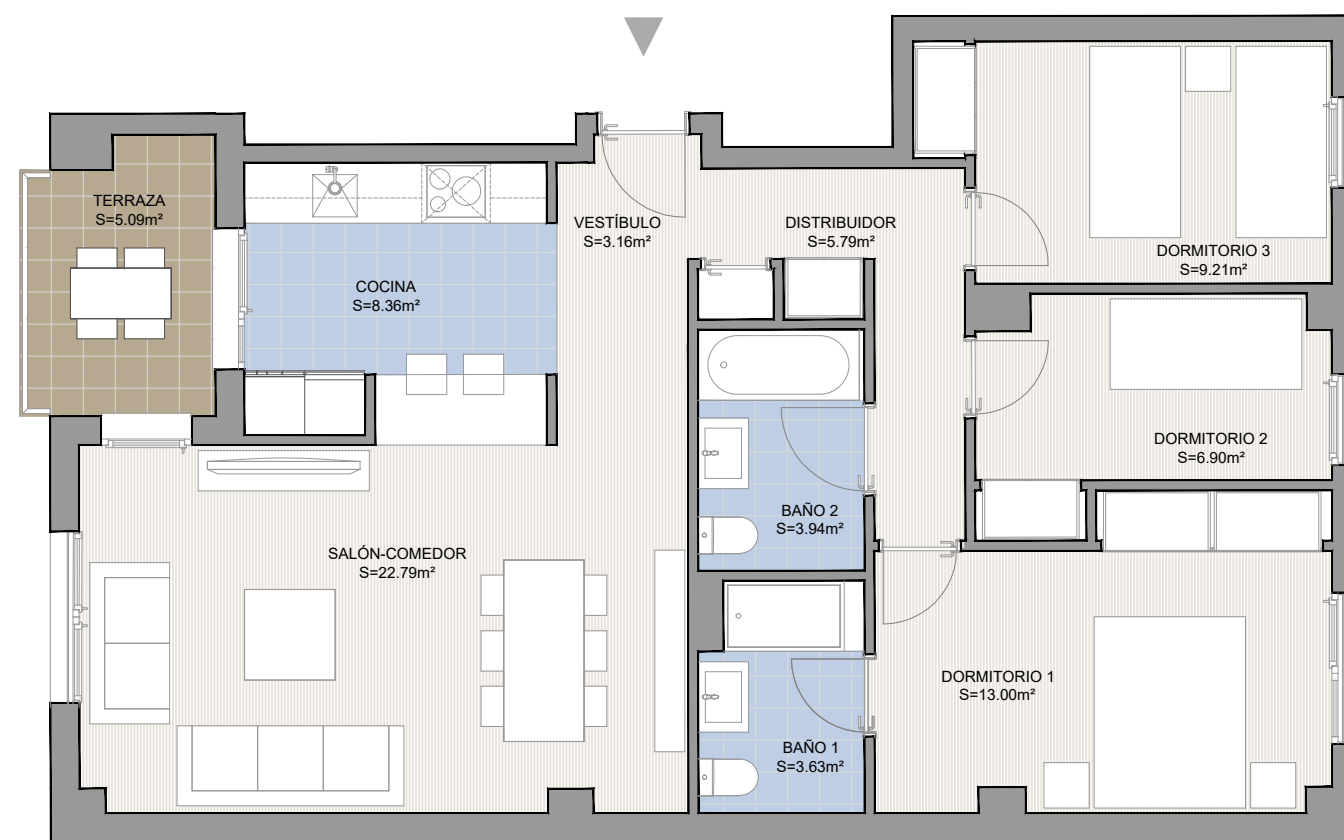 TERRAZA
S=5.09m²
COCINA
S=8.36m²
VESTÍBULO
S=3.16m²
DISTRIBUIDOR
S=5.79m²
DORMITORIO 3
S=9.21m²
DORMITORIO 2
S=6.90m²
BAÑO 2
S=3.94m²
SALÓN-COMEDOR
S=22.79m²
DORMITORIO 1
S=13.00m²
BAÑO 1
S=3.63m²